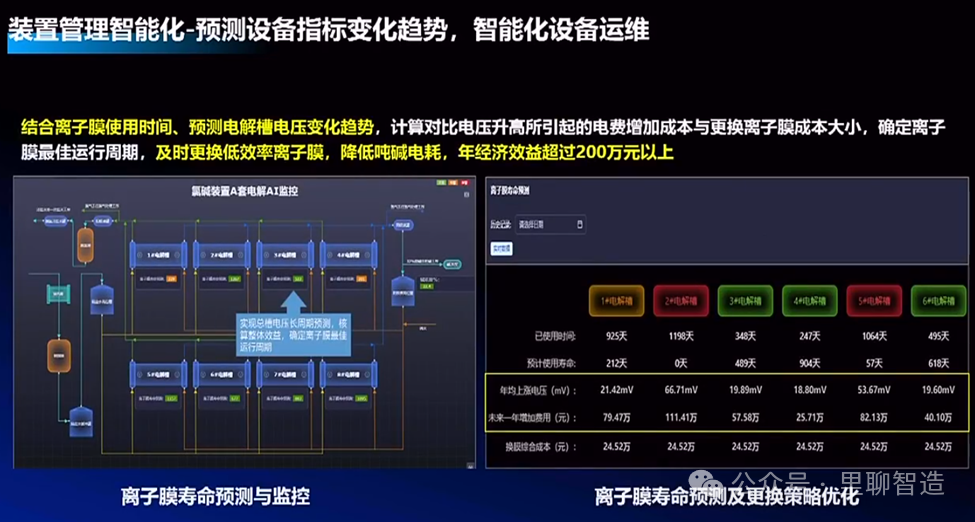 装置管理智能化-预测设备指标变化趋势，智能化设备运维
结合离子膜使用时间、预测电解槽电压变化趋势，计算对比电压升高所引起的电费增加成本与更换离子膜成本大小，确定离子
膜最佳运行周期，及时更换低效率离子膜，降低吨碱电耗，年经济效益超过200万元以上
氯碱装置A套电解AI监控
1#电解槽 2#电解槽 3#电解槽 4#电解槽
实现总槽电压长周期预测，核
算整体效益，确定离子膜最佳
运行周期
5#电解槽 6#电解槽 7#电解槽 8#电解槽
离子膜寿命预测与监控
离子膜寿命预测
历史记录: 请选择日期
实时数据
1#电解槽 2#电解槽 3#电解槽 4#电解槽 5#电解槽 6#电解槽
已使用时间: 925天 1198天 348天 247天 1064天 495天
预计使用寿命: 212天 0天 489天 904天 57天 618天
年均上涨电压（mV）: 21.42mV 66.71mV 19.89mV 18.80mV 53.67mV 19.60mV
未来一年增加费用（元）: 79.47万 111.41万 57.58万 25.71万 82.13万 40.10万
换膜综合成本（元）: 24.52万 24.52万 24.52万 24.52万 24.52万 24.52万
离子膜寿命预测及更换策略优化
公众号·里聊智造